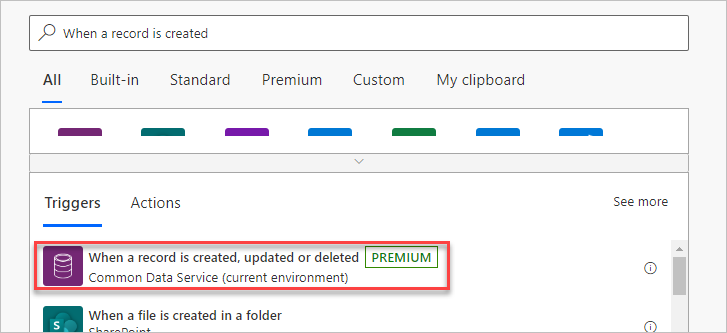 When a record is created
All Built-in Standard Premium Custom My clipboard
Triggers Actions See more
When a record is created, updated or deleted PREMIUM
Common Data Service (current environment)
When a file is created in a folder
SharePoint